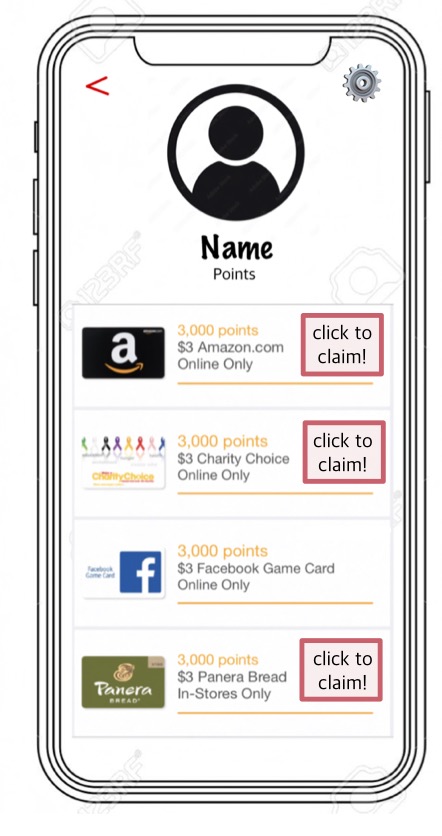 <
Name
Points
a
3,000 points
$3 Amazon.com
Online Only
click to
claim!
CharityChoice
3,000 points
$3 Charity Choice
Online Only
click to
claim!
Facebook
Game Card
f
3,000 points
$3 Facebook Game Card
Online Only
Panera
BREAD®
3,000 points
$3 Panera Bread
In-Stores Only
click to
claim!
123RF